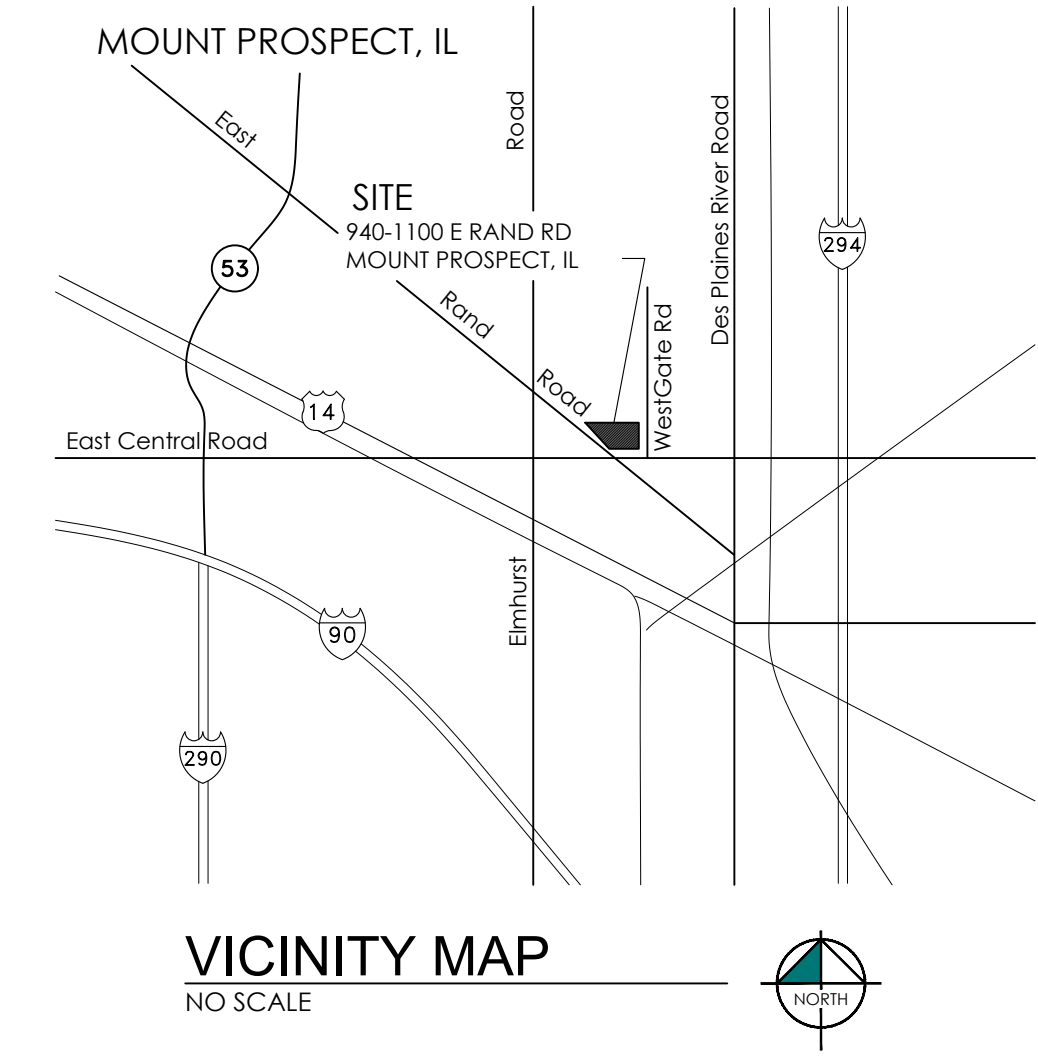 MOUNT PROSPECT, IL
East
Road
Des Plaines River Road
SITE
940-1100 E RAND RD
MOUNT PROSPECT, IL
294
53
Rand
WestGate Rd
Road
14
East Central Road
Elmhurst
90
290
VICINITY MAP
NO SCALE
NORTH